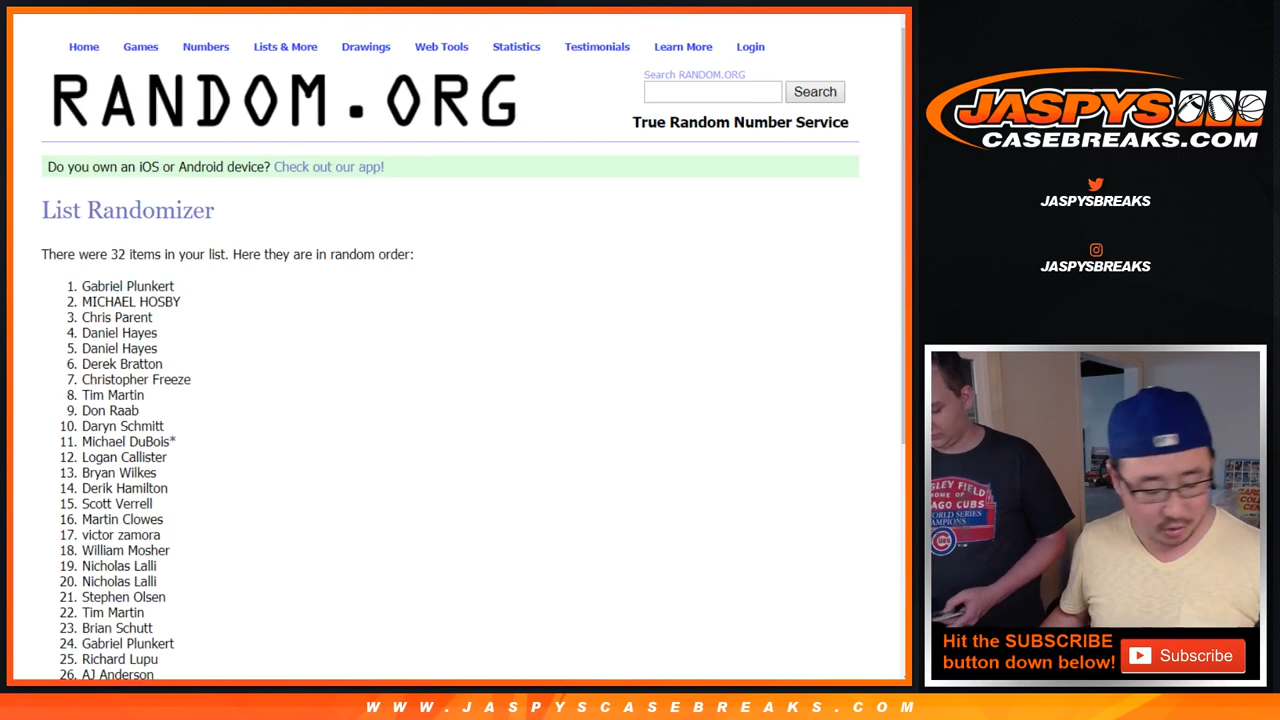 Home Games Numbers Lists & More Drawings Web Tools Statistics Testimonials Learn More Login
RANDOM.ORG
Search RANDOM.ORG
Search
True Random Number Service
Do you own an iOS or Android device? Check out our app!
List Randomizer
There were 32 items in your list. Here they are in random order:
1. Gabriel Plunkert
2. MICHAEL HOSBY
3. Chris Parent
4. Daniel Hayes
5. Daniel Hayes
6. Derek Bratton
7. Christopher Freeze
8. Tim Martin
9. Don Raab
10. Daryn Schmitt
11. Michael DuBois*
12. Logan Callister
13. Bryan Wilkes
14. Derik Hamilton
15. Scott Verrell
16. Martin Clowes
17. victor zamora
18. William Mosher
19. Nicholas Lalli
20. Nicholas Lalli
21. Stephen Olsen
22. Tim Martin
23. Brian Schutt
24. Gabriel Plunkert
25. Richard Lupu
26. AJ Anderson
JASPYS
CASEBREAKS.COM
JASPYSBREAKS
JASPYSBREAKS
FIELD
HOME OF
CUBS
WORLD SERIES
CHAMPIONS
Hit the SUBSCRIBE
button down below!
Subscribe
WWW.JASPYSCASEBREAKS.COM